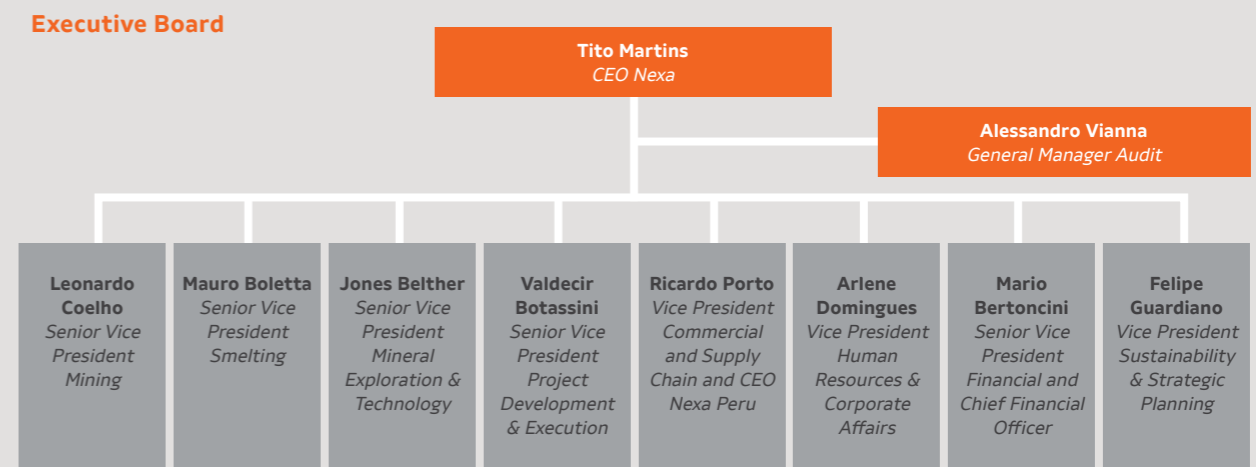 Executive Board
Tito Martins
CEO Nexa
Alessandro Vianna
General Manager Audit
Leonardo
Coelho
Senior Vice
President
Mining
Mauro Boletta
Senior Vice
President
Smelting
Jones Belther
Senior Vice
President
Mineral
Exploration &
Technology
Valdecir
Botassini
Senior Vice
President
Project
Development
& Execution
Ricardo Porto
Vice President
Commercial
and Supply
Chain and CEO
Nexa Peru
Arlene
Domingues
Vice President
Human
Resources &
Corporate
Affairs
Mario
Bertoncini
Senior Vice
President
Financial and
Chief Financial
Officer
Felipe
Guardiano
Vice President
Sustainability
& Strategic
Planning